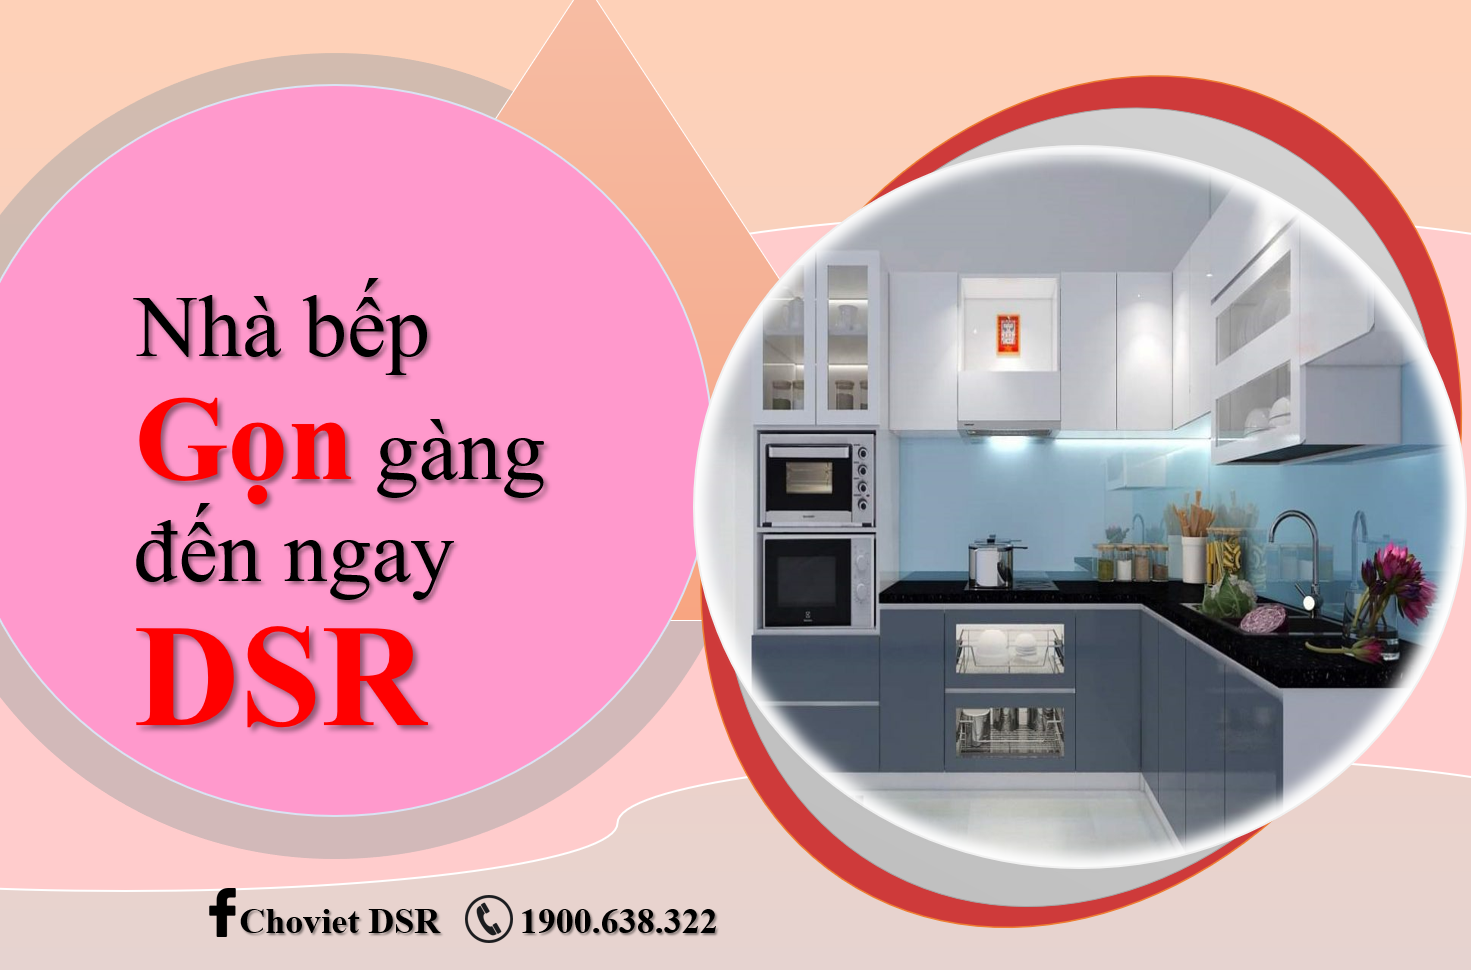 Nhà bếp
Gọn gàng
đến ngay
DSR
Choviet DSR 1900.638.322